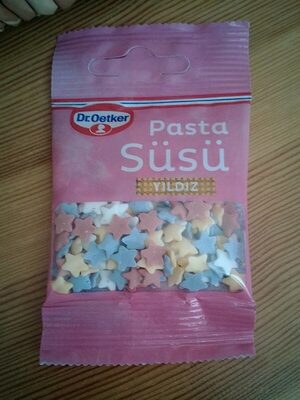 Dr. Oetker
Pasta
Süsü
YILDIZ